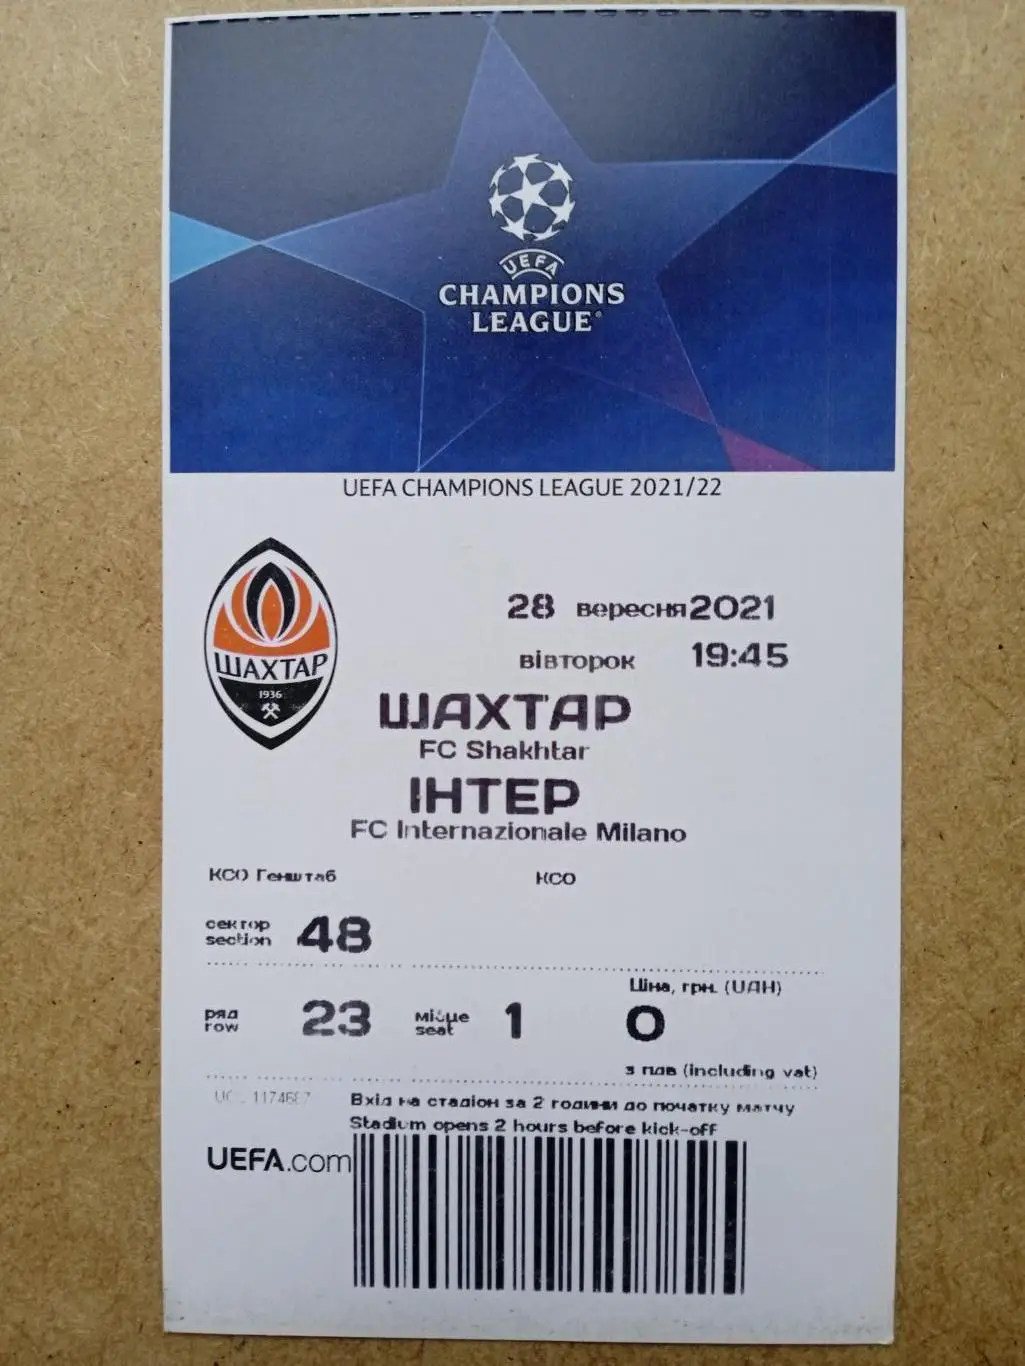 UEFA
CHAMPIONS
LEAGUE®
UEFA CHAMPIONS LEAGUE 2021/22
ШАХТАР
1936
28 вересня 2021
вівторок 19:45
ШАХТАР
FC Shakhtar
ІНТЕР
FC Internazionale Milano
КСО Генштаб КСО
сектор
section 48
Ціна, грн. (UAH)
ряд
row 23 місце
seat 1 0
з пдв (including vat)
Вхід на стадіон за 2 години до початку матчу
Stadium opens 2 hours before kick-off
UEFA.com